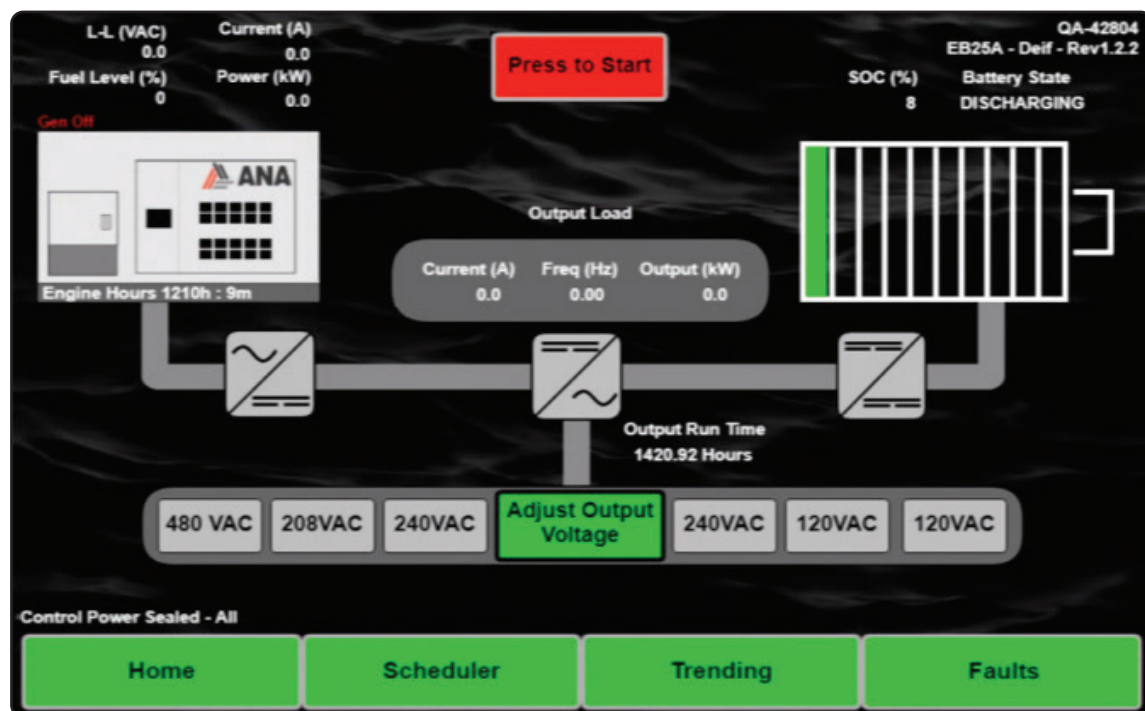 L-L (VAC) Current (A)
0.0 0.0
Fuel Level (%) Power (kW)
0 0.0
Gen Off
ANA
Engine Hours 1210h : 9m
Press to Start
QA-42804
EB25A - Deif - Rev1.2.2
SOC (%) Battery State
8 DISCHARGING
Output Load
Current (A) Freq (Hz) Output (kW)
0.0 0.00 0.0
Output Run Time
1420.92 Hours
480 VAC 208VAC 240VAC Adjust Output Voltage 240VAC 120VAC 120VAC
Control Power Sealed - All
Home Scheduler Trending Faults